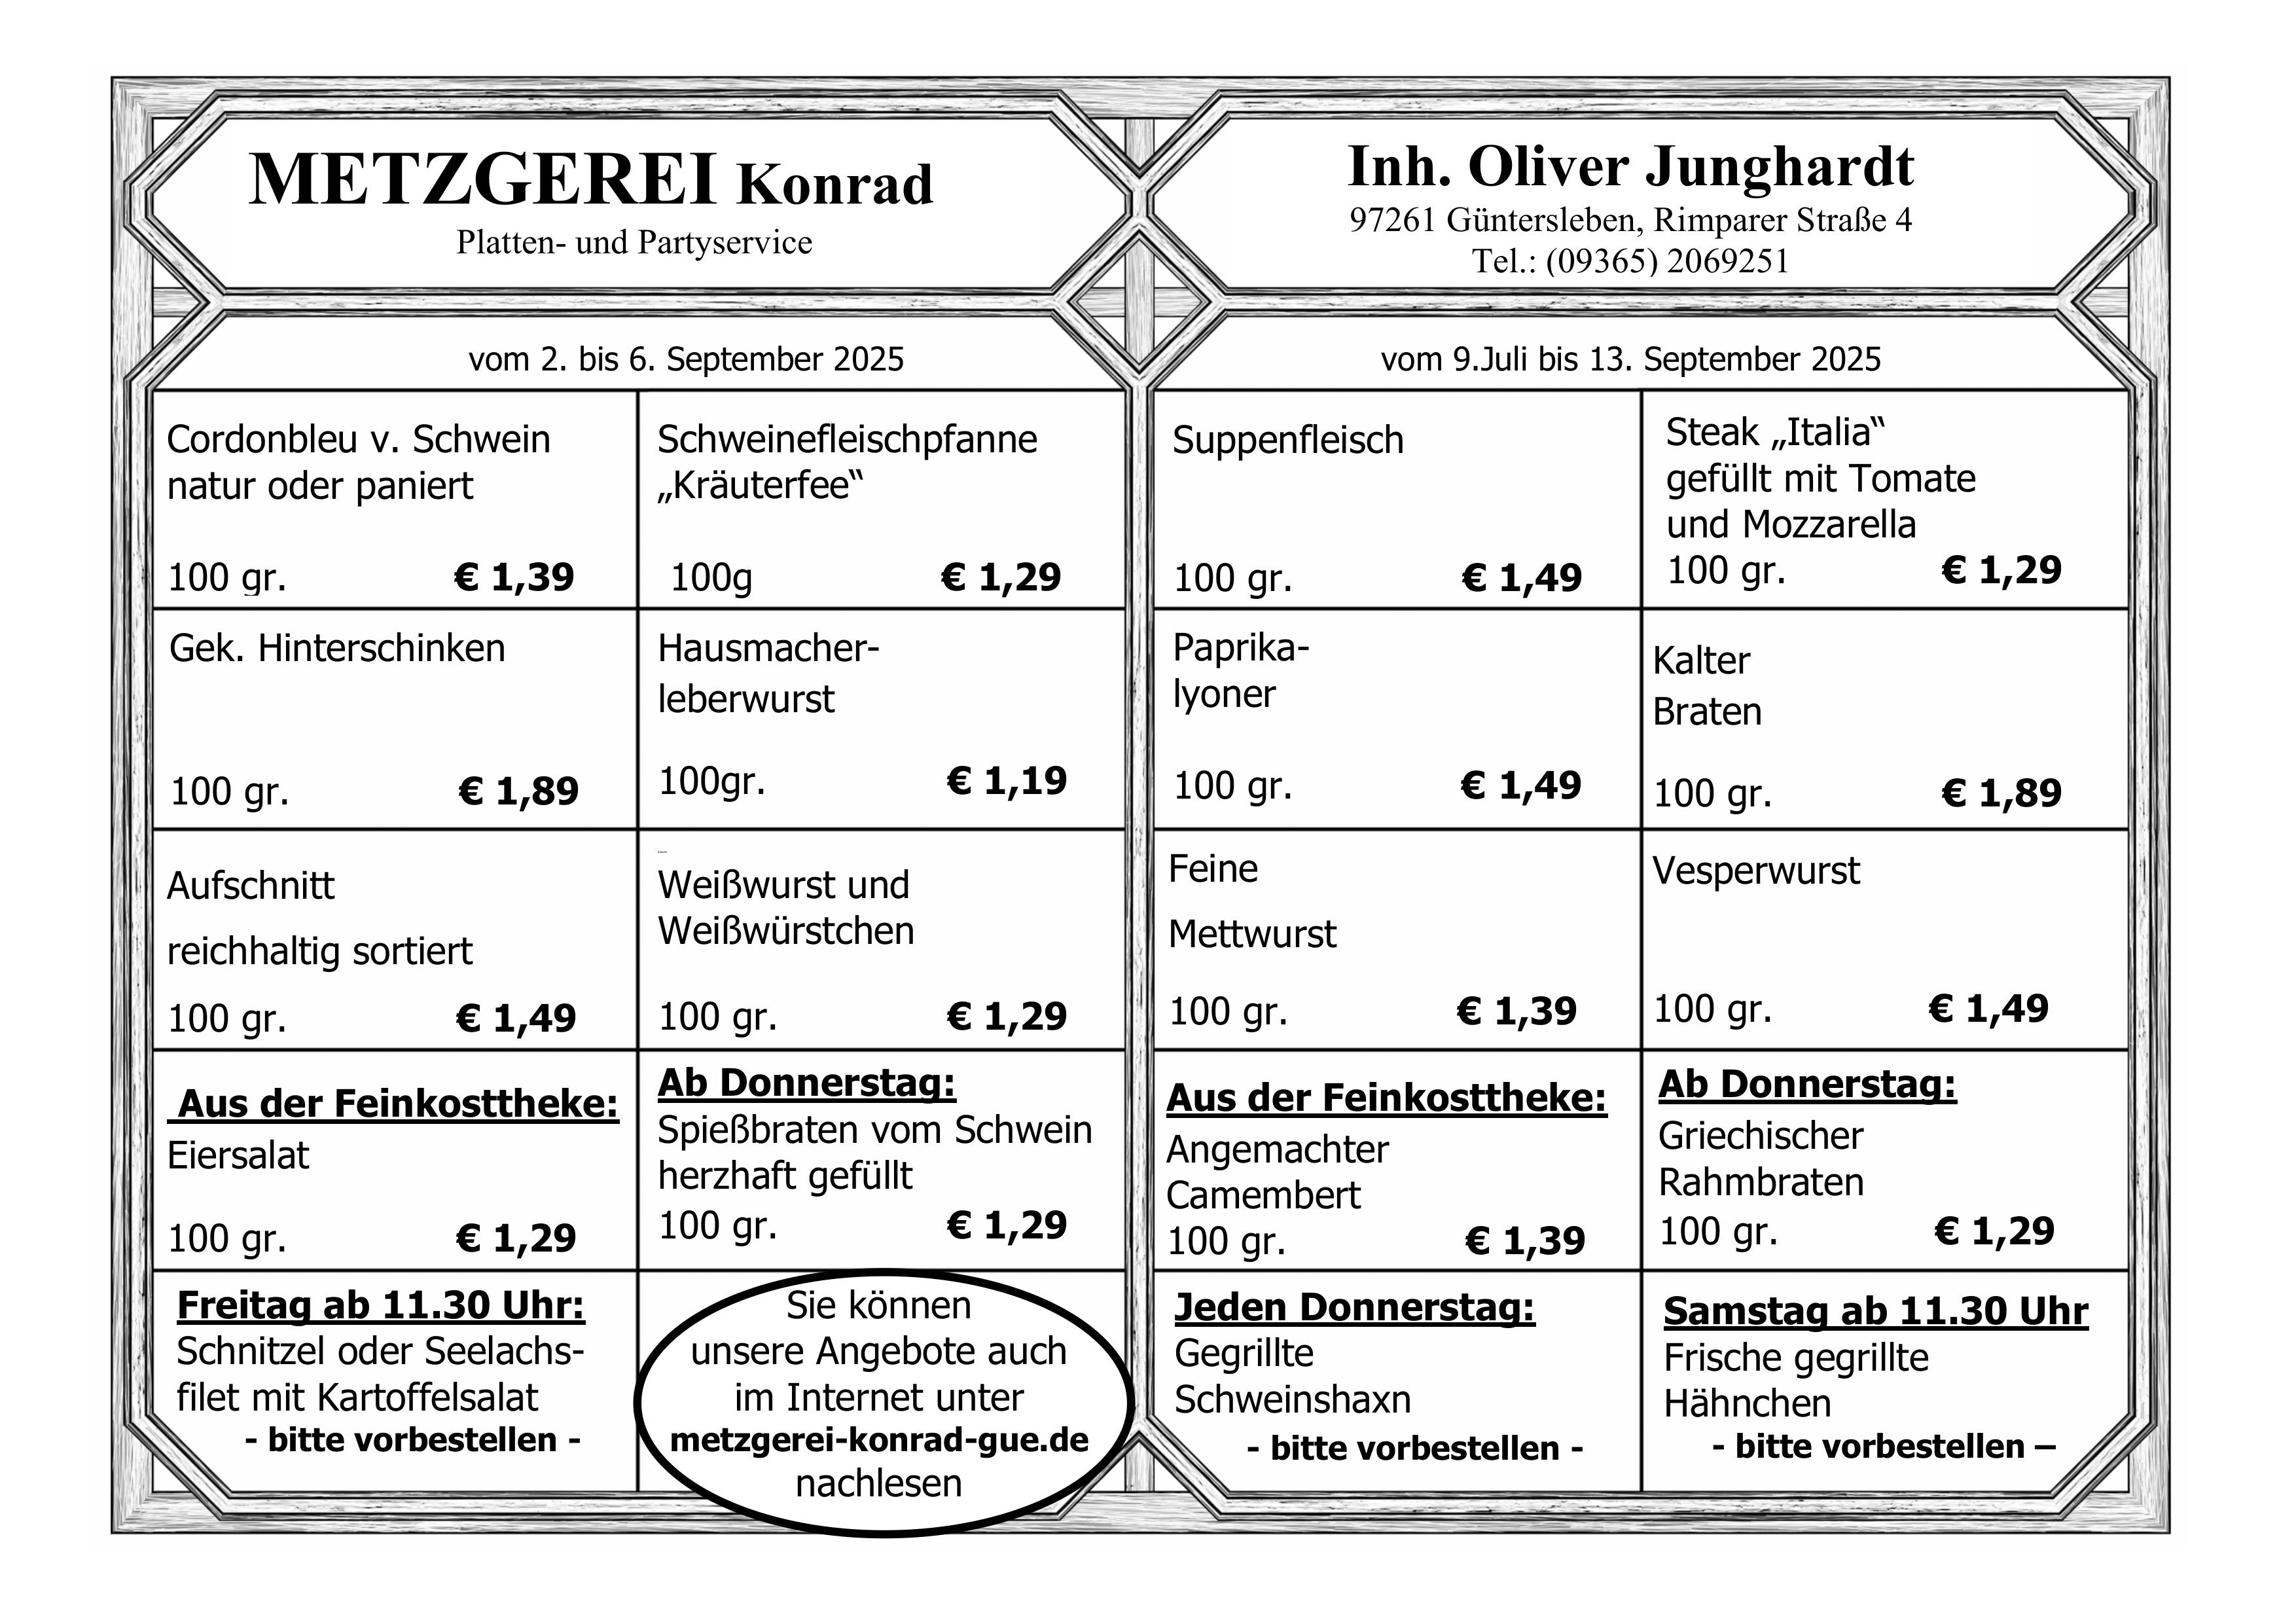 METZGEREI Konrad
Platten- und Partyservice
Inh. Oliver Junghardt
97261 Güntersleben, Rimparer Straße 4
Tel.: (09365) 2069251
vom 2. bis 6. September 2025
Cordonbleu v. Schwein
natur oder paniert
100 gr. € 1,39
Schweinefleischpfanne
„Kräuterfee“
100g € 1,29
Gek. Hinterschinken
100 gr. € 1,89
Hausmacher-
leberwurst
100gr. € 1,19
Aufschnitt
reichhaltig sortiert
100 gr. € 1,49
Weißwurst und
Weißwürstchen
100 gr. € 1,29
Aus der Feinkosttheke:
Eiersalat
100 gr. € 1,29
Ab Donnerstag:
Spießbraten vom Schwein
herzhaft gefüllt
100 gr. € 1,29
Freitag ab 11.30 Uhr:
Schnitzel oder Seelachs-
filet mit Kartoffelsalat
- bitte vorbestellen -
Sie können
unsere Angebote auch
im Internet unter
metzgerei-konrad-gue.de
nachlesen
vom 9.Juli bis 13. September 2025
Suppenfleisch
100 gr. € 1,49
Steak „Italia“
gefüllt mit Tomate
und Mozzarella
100 gr. € 1,29
Paprika-
lyoner
100 gr. € 1,49
Kalter
Braten
100 gr. € 1,89
Feine
Mettwurst
100 gr. € 1,39
Vesperwurst
100 gr. € 1,49
Aus der Feinkosttheke:
Angemachter
Camembert
100 gr. € 1,39
Ab Donnerstag:
Griechischer
Rahmbraten
100 gr. € 1,29
Jeden Donnerstag:
Gegrillte
Schweinshaxn
- bitte vorbestellen -
Samstag ab 11.30 Uhr
Frische gegrillte
Hähnchen
- bitte vorbestellen –